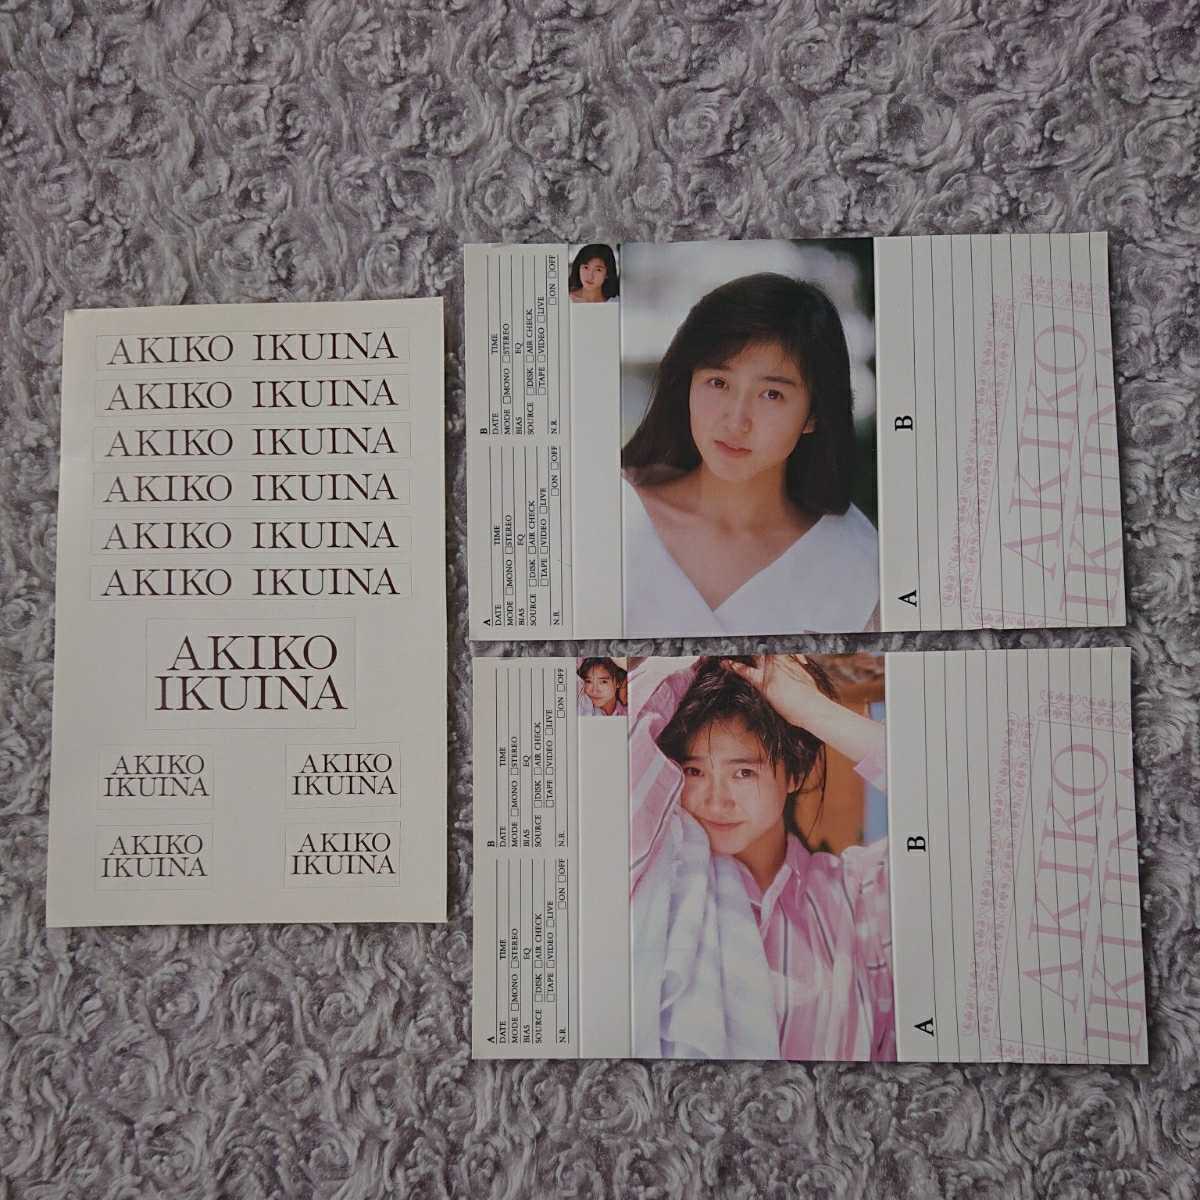 AKIKO IKUINA
AKIKO IKUINA
AKIKO IKUINA
AKIKO IKUINA
AKIKO IKUINA
AKIKO IKUINA
AKIKO
IKUINA
AKIKO
IKUINA
AKIKO
IKUINA
AKIKO
IKUINA
AKIKO
IKUINA
A
DATE TIME
MODE □MONO □STEREO
BIAS EQ
SOURCE □DISK □AIR CHECK
□TAPE □VIDEO □LIVE
N.R. □ON □OFF
B
DATE TIME
MODE □MONO □STEREO
BIAS EQ
SOURCE □DISK □AIR CHECK
□TAPE □VIDEO □LIVE
N.R. □ON □OFF
A
B
AKIKO
IKUINA
A
DATE TIME
MODE □MONO □STEREO
BIAS EQ
SOURCE □DISK □AIR CHECK
□TAPE □VIDEO □LIVE
N.R. □ON □OFF
B
DATE TIME
MODE □MONO □STEREO
BIAS EQ
SOURCE □DISK □AIR CHECK
□TAPE □VIDEO □LIVE
N.R. □ON □OFF
A
B
AKIKO
IKUINA